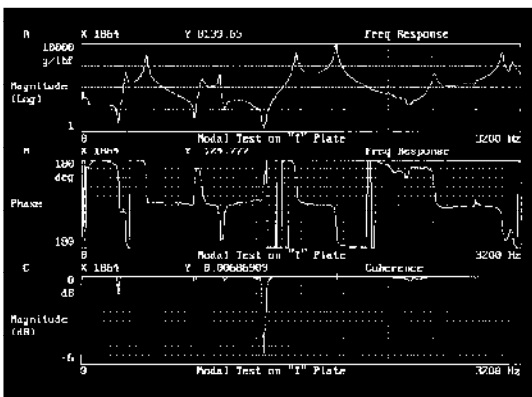 A X 1864 Y 8139.65 Freq Response
10000
g/lbf
Magnitude
(Log)
1
0 Modal Test on "I" Plate 3200 Hz
X 1864 Freq Response
180
deg
Phase
180
0 Modal Test on "I" Plate 3200 Hz
C X 1864 Y 0.00686909 Coherence
0
dB
Magnitude
(dB)
-6
0 Modal Test on "I" Plate 3200 Hz